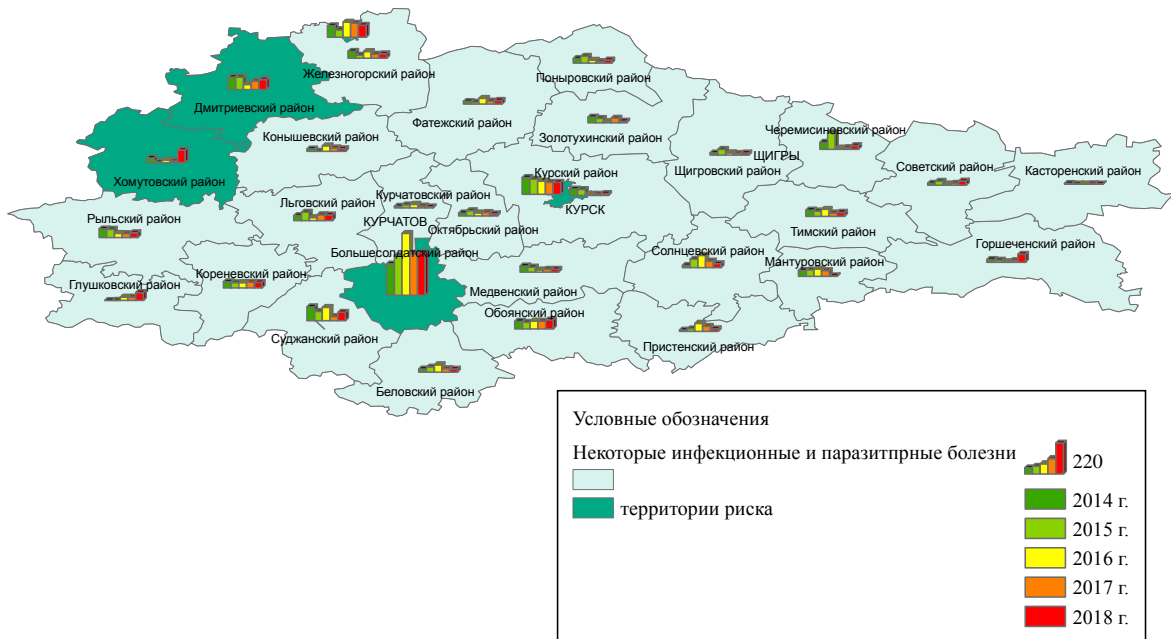 Железногорский район
Поныровский район
Дмитриевский район
Фатежский район
Золотухинский район
Черемисиновский район
Конышевский район
ЩИГРЫ
Щигровский район
Советский район
Касторенский район
Хомутовский район
Курский район
Курчатовский район
КУРСК
Льговский район
Рыльский район
КУРЧАТОВ
Октябрьский район
Тимский район
Большесолдатский район
Солнцевский район
Горшеченский район
Мантуровский район
Кореневский район
Глушковский район
Медвенский район
Обоянский район
Суджанский район
Пристенский район
Беловский район
Условные обозначения
Некоторые инфекционные и паразитпрные болезни
220
территории риска
2014 г.
2015 г.
2016 г.
2017 г.
2018 г.